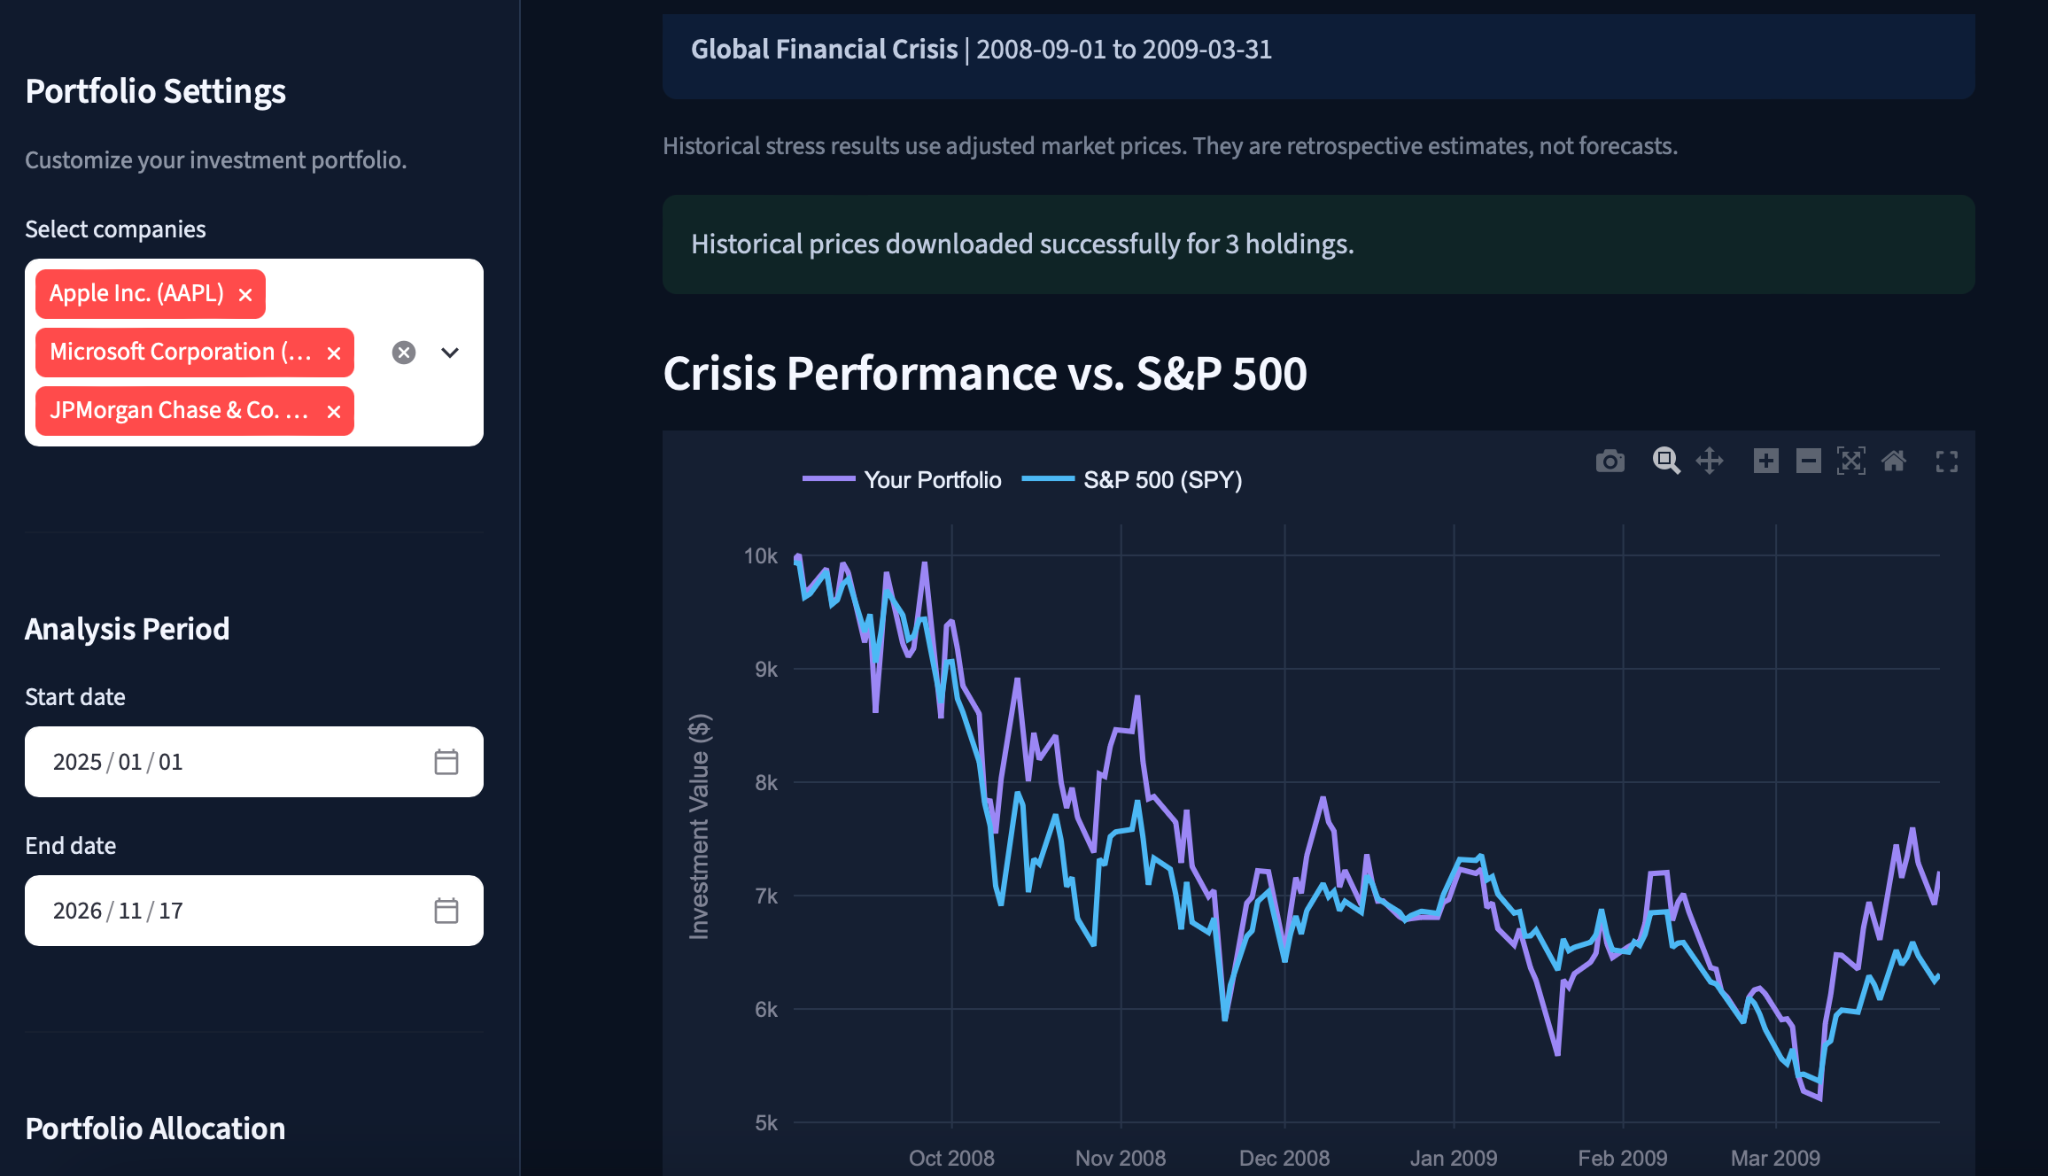 Portfolio Settings
Customize your investment portfolio.
Select companies
Apple Inc. (AAPL) ×
Microsoft Corporation (... ×
JPMorgan Chase & Co. ... ×
Analysis Period
Start date
2025/01/01
End date
2026/11/17
Portfolio Allocation
Global Financial Crisis | 2008-09-01 to 2009-03-31
Historical stress results use adjusted market prices. They are retrospective estimates, not forecasts.
Historical prices downloaded successfully for 3 holdings.
Crisis Performance vs. S&P 500
Your Portfolio
S&P 500 (SPY)
Investment Value ($)
10k
9k
8k
7k
6k
5k
Oct 2008
Nov 2008
Dec 2008
Jan 2009
Feb 2009
Mar 2009